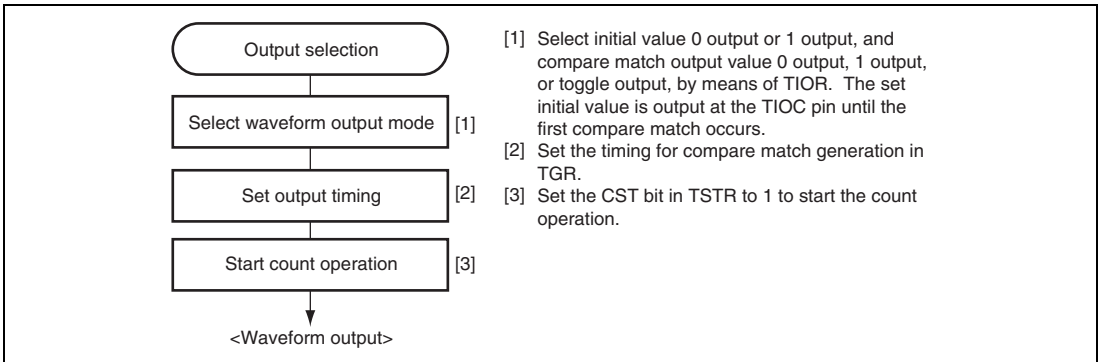 Output selection
Select waveform output mode [1]
Set output timing [2]
Start count operation [3]
<Waveform output>
[1] Select initial value 0 output or 1 output, and
compare match output value 0 output, 1 output,
or toggle output, by means of TIOR. The set
initial value is output at the TIOC pin until the
first compare match occurs.
[2] Set the timing for compare match generation in
TGR.
[3] Set the CST bit in TSTR to 1 to start the count
operation.